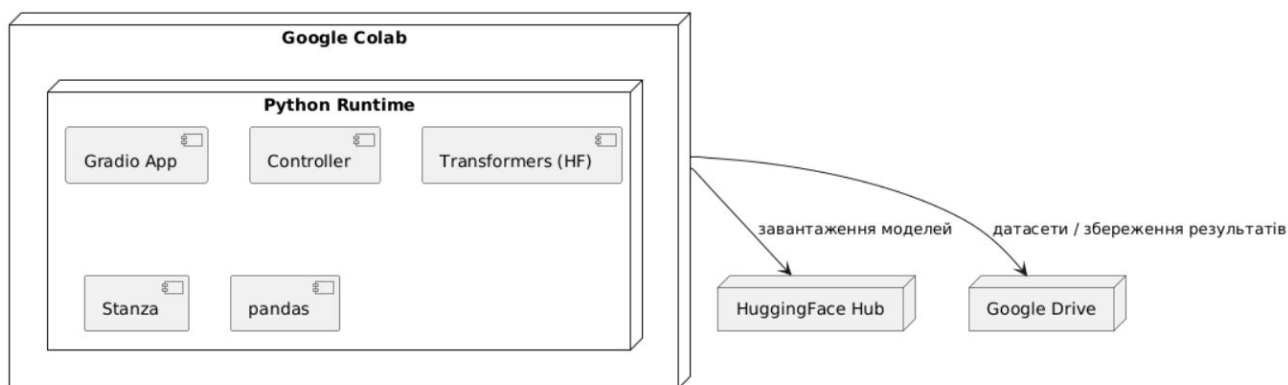 Google Colab
Python Runtime
Gradio App
Controller
Transformers (HF)
завантаження моделей
датасети / збереження результатів
Stanza
pandas
HuggingFace Hub
Google Drive